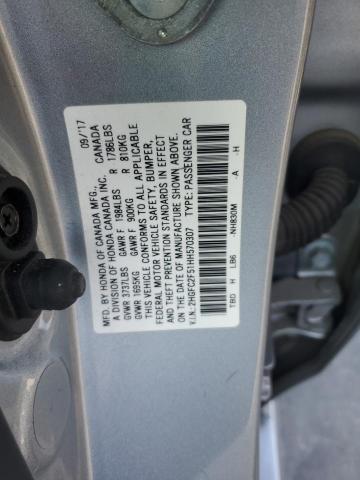 MFD. BY HONDA OF CANADA MFG., CANADA 09/'17
A DIVISION OF HONDA CANADA INC.
GVWR 3737LBS GAWR F 1984LBS R 1786LBS
GVWR 1695KG GAWR F 900KG R 810KG
THIS VEHICLE CONFORMS TO ALL APPLICABLE
FEDERAL MOTOR VEHICLE SAFETY, BUMPER,
AND THEFT PREVENTION STANDARDS IN EFFECT
ON THE DATE OF MANUFACTURE SHOWN ABOVE.
V.I.N.: 2HGFC2F51HH570307 TYPE: PASSENGER CAR
TBD H LB6 NH830M A H